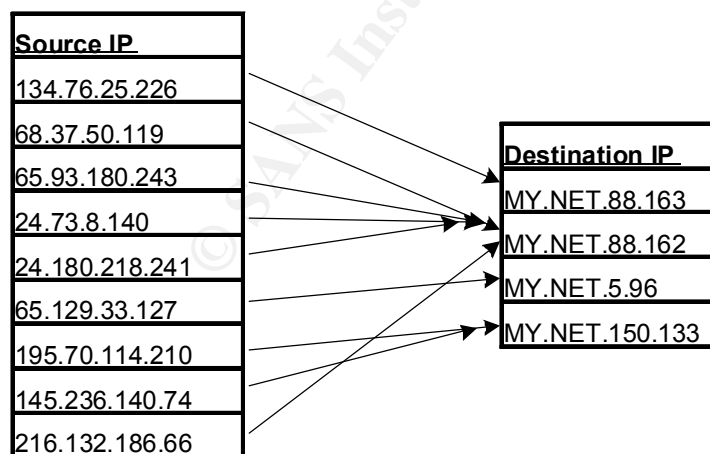 © SANS Inst
Source IP
134.76.25.226
68.37.50.119
65.93.180.243
24.73.8.140
24.180.218.241
65.129.33.127
195.70.114.210
145.236.140.74
216.132.186.66
Destination IP
MY.NET.88.163
MY.NET.88.162
MY.NET.5.96
MY.NET.150.133